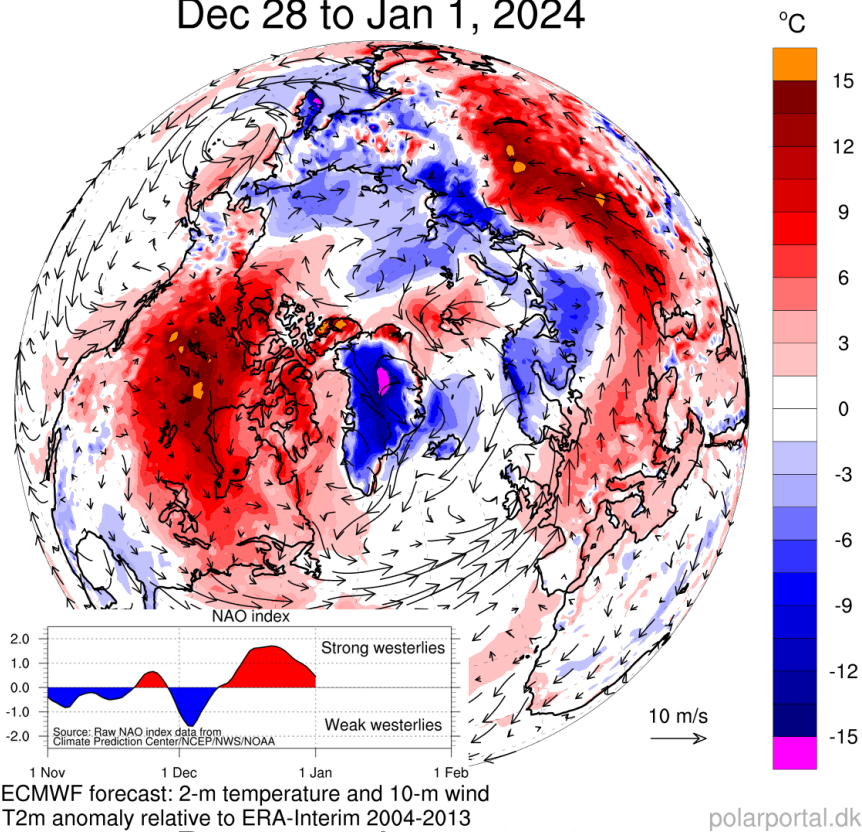 Dec 28 to Jan 1, 2024
ºC
15
12
9
6
3
0
-3
-6
-9
-12
-15
NAO index
2.0
1.0
0.0
-1.0
-2.0
Strong westerlies
Weak westerlies
Source: Raw NAO index data from
Climate Prediction Center/NCEP/NWS/NOAA
1 Nov 1 Dec 1 Jan 1 Feb
10 m/s
ECMWF forecast: 2-m temperature and 10-m wind
T2m anomaly relative to ERA-Interim 2004-2013
polarportal.dk